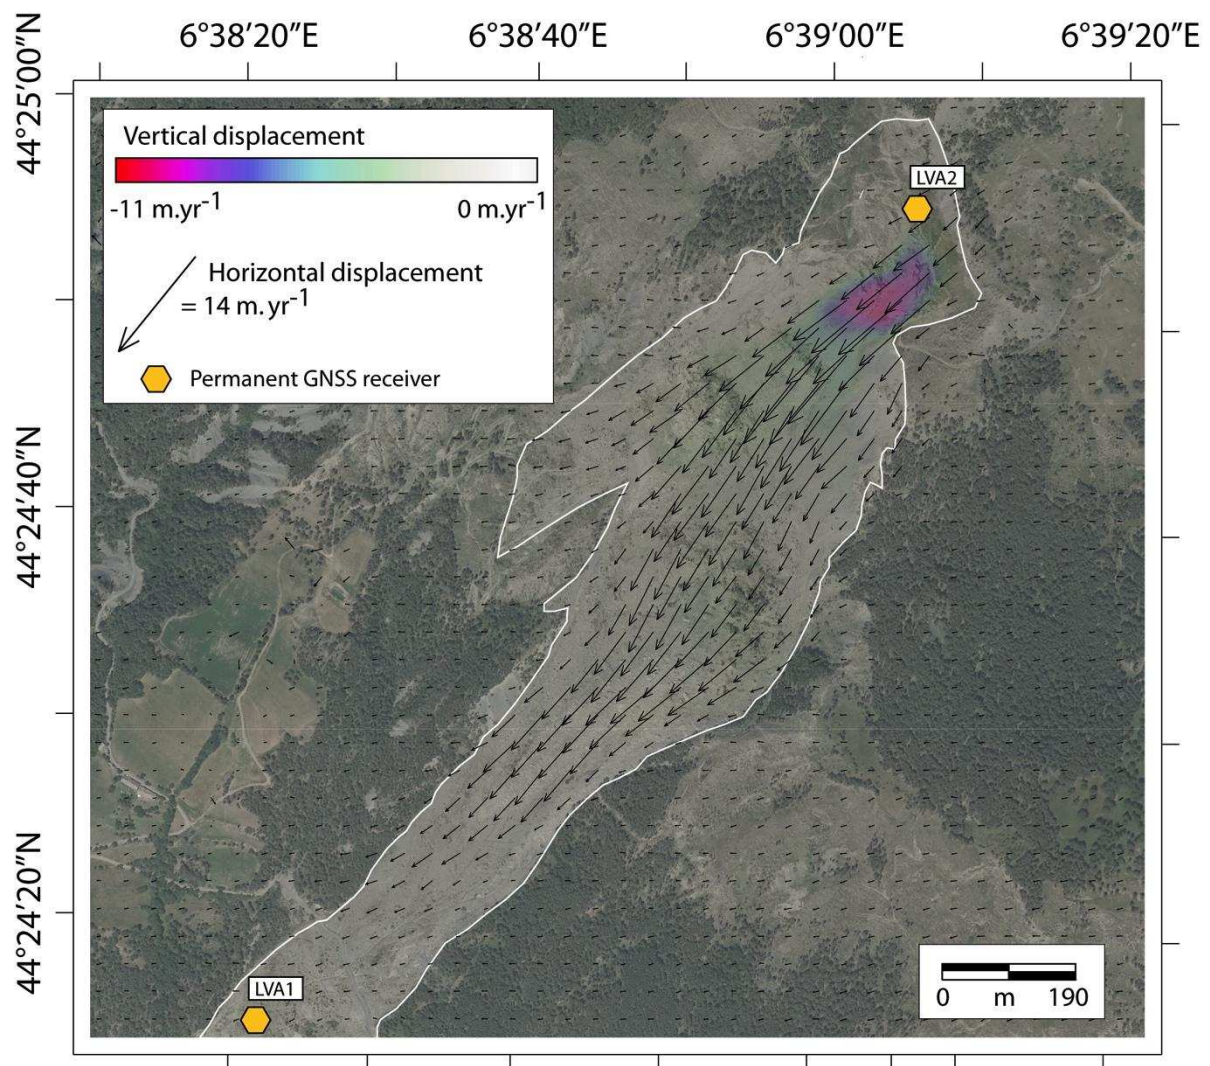 6°38′20″E 6°38′40″E 6°39′00″E 6°39′20″E
44°25′00″N
Vertical displacement
-11 m.yr-1 0 m.yr-1
Horizontal displacement
= 14 m.yr-1
Permanent GNSS receiver
LVA2
44°24′40″N
44°24′20″N
LVA1
0 m 190